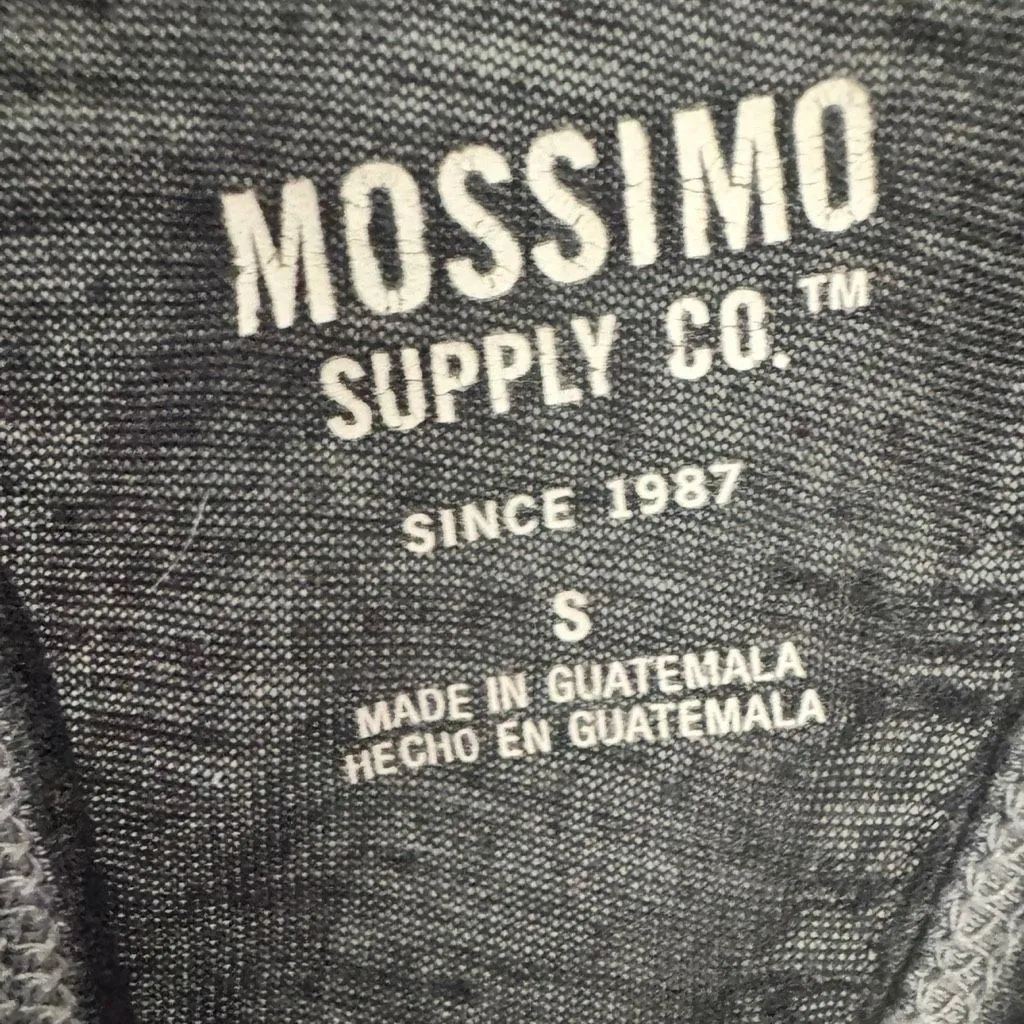 MOSSIMO
SUPPLY CO.™
SINCE 1987
S
MADE IN GUATEMALA
HECHO EN GUATEMALA